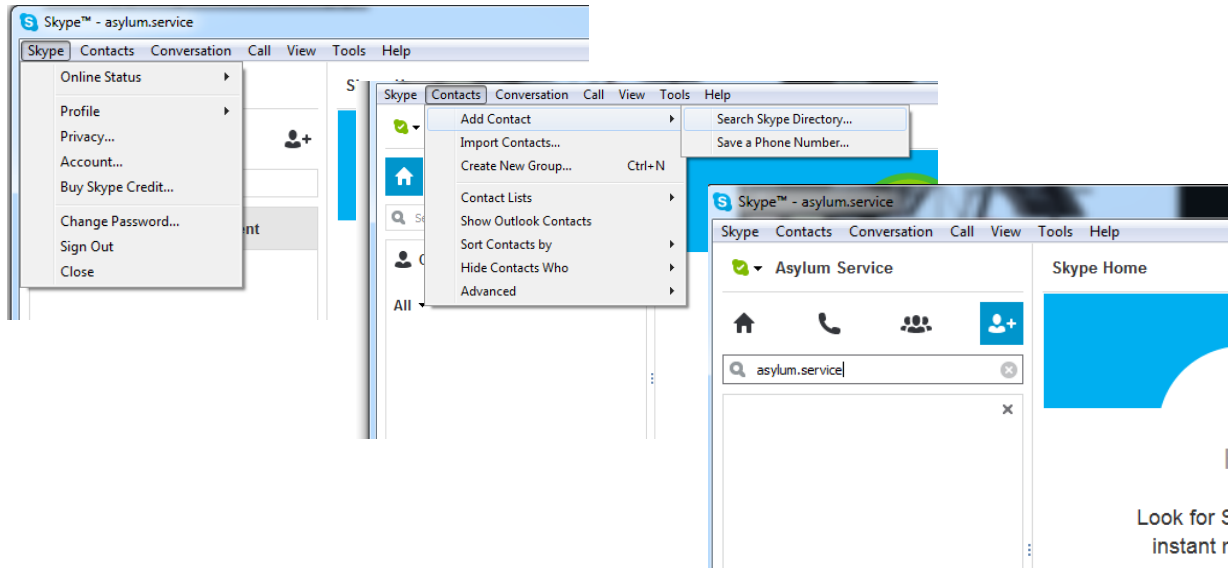 Skype™ - asylum.service
Skype Contacts Conversation Call View Tools Help
Online Status
Profile
Privacy...
Account...
Buy Skype Credit...
Change Password...
Sign Out
Close
Skype Contacts Conversation Call View Tools Help
Add Contact
Import Contacts...
Create New Group... Ctrl+N
Contact Lists
Show Outlook Contacts
Sort Contacts by
Hide Contacts Who
Advanced
Search Skype Directory...
Save a Phone Number...
All
Skype™ - asylum.service
Skype Contacts Conversation Call View Tools Help
Asylum Service
Skype Home
asylum.service
Look for S
instant